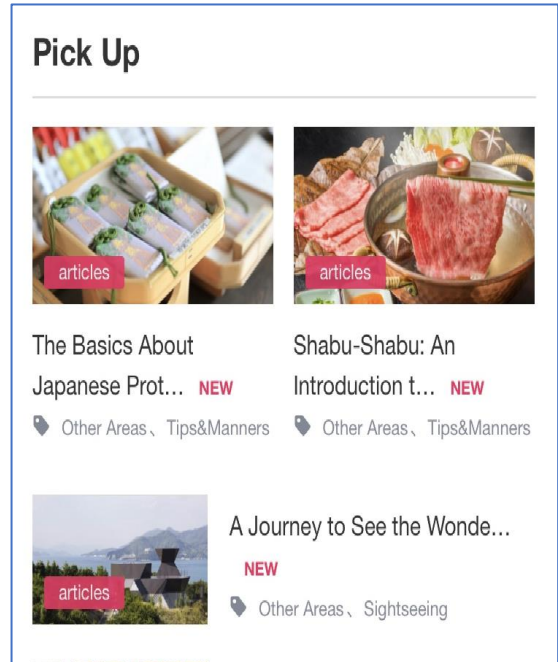 Pick Up
articles
articles
The Basics About
Japanese Prot... NEW
Other Areas、Tips&Manners
Shabu-Shabu: An
Introduction t... NEW
Other Areas、Tips&Manners
articles
A Journey to See the Wonde...
NEW
Other Areas、Sightseeing